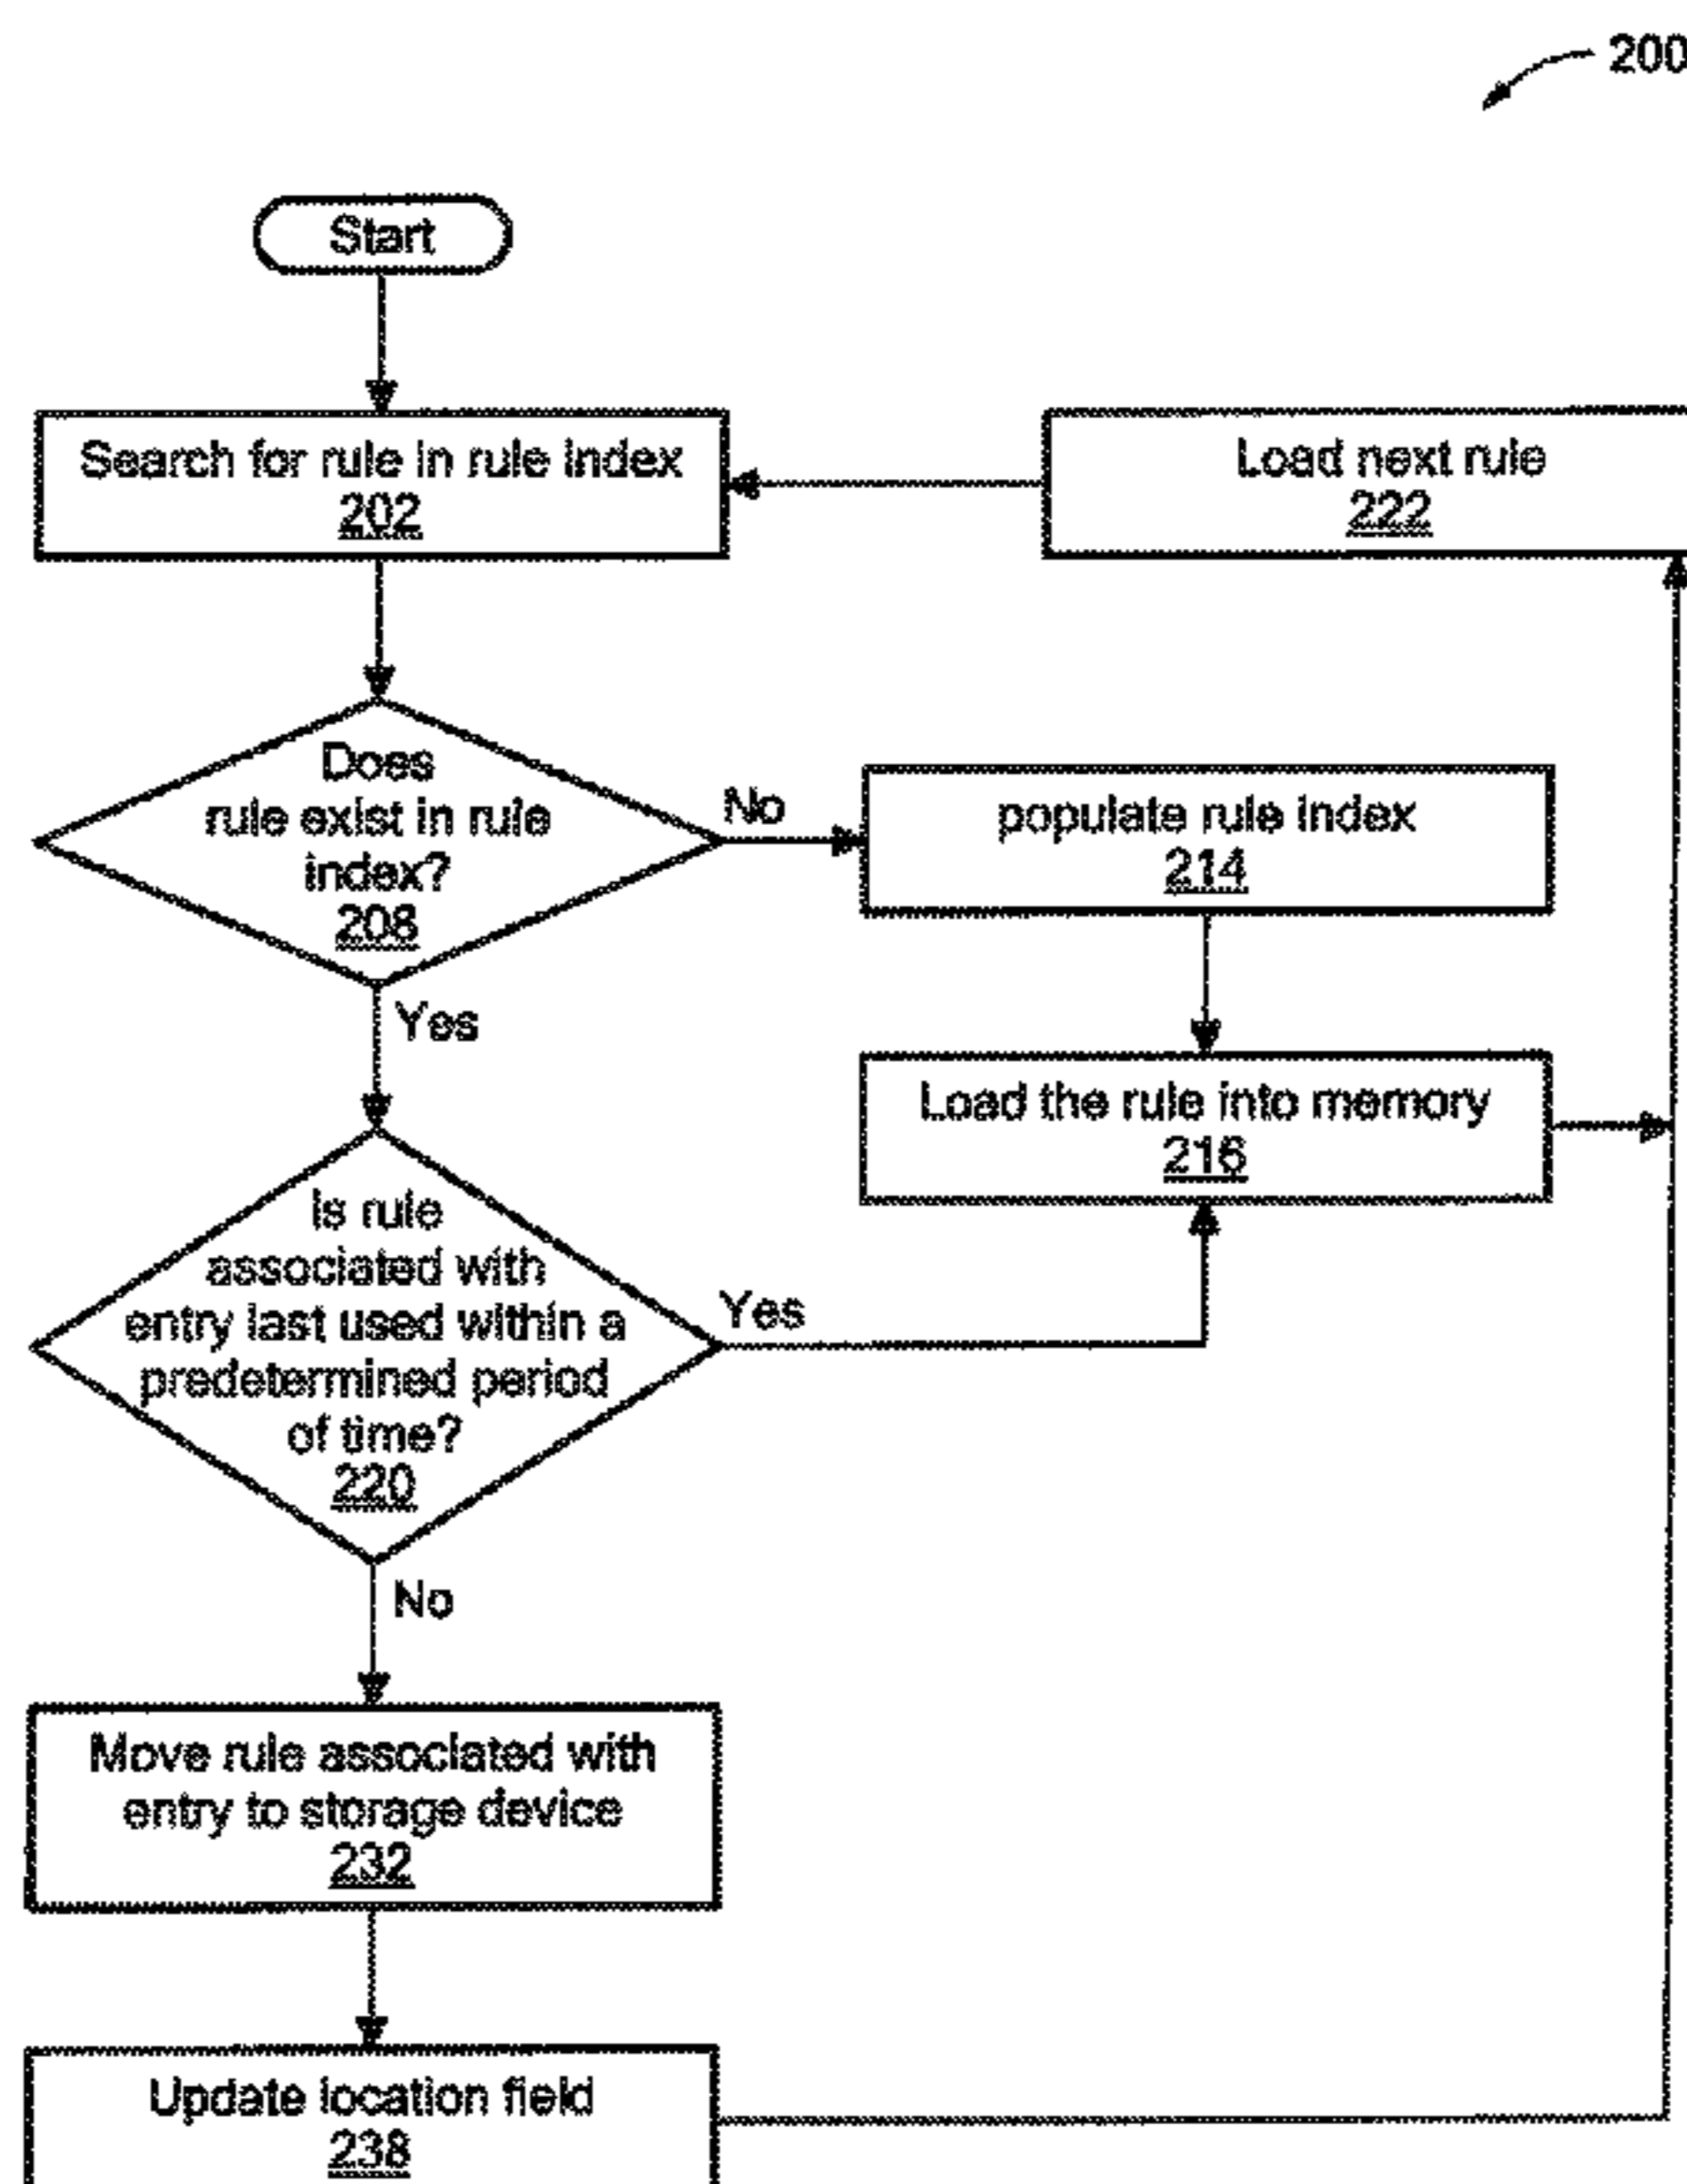 200
Start
Search for rule in rule index
202
Load next rule
222
Does
rule exist in rule
index?
208
No
populate rule index
214
Yes
Load the rule into memory
216
Is rule
associated with
entry last used within a
predetermined period
of time?
220
Yes
No
Move rule associated with
entry to storage device
232
Update location field
238